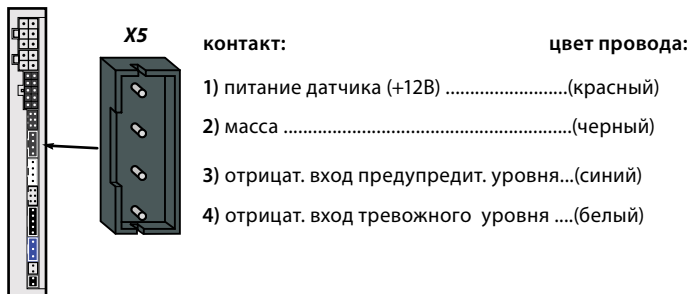 X5
контакт: цвет провода:
1) питание датчика (+12В) ...........................(красный)
2) масса ................................................................(черный)
3) отрицат. вход предупредит. уровня...(синий)
4) отрицат. вход тревожного уровня ....(белый)